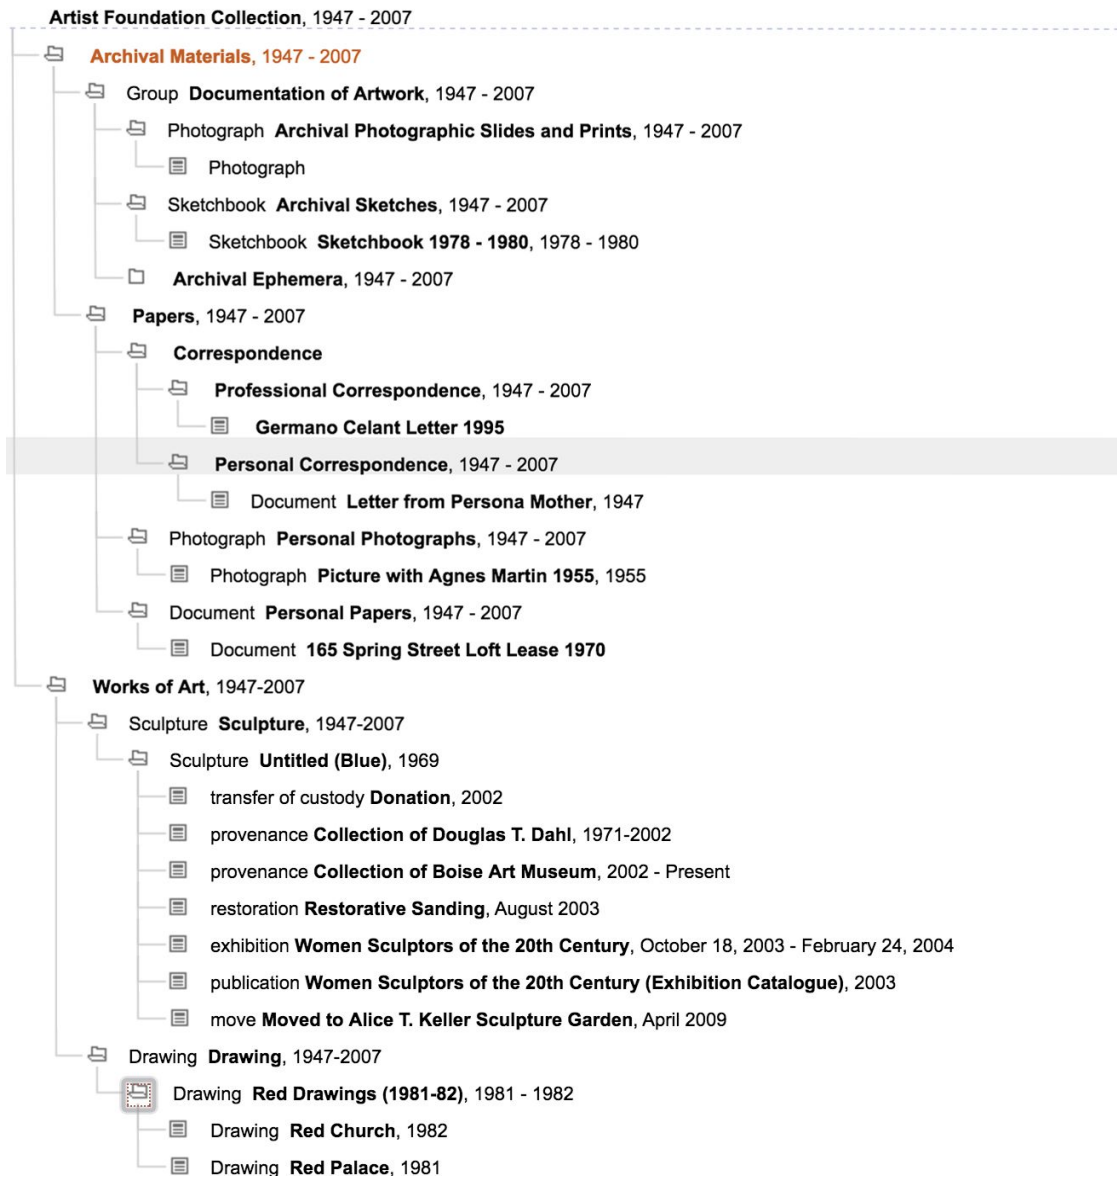 Artist Foundation Collection, 1947 - 2007
Archival Materials, 1947 - 2007
Group Documentation of Artwork, 1947 - 2007
Photograph Archival Photographic Slides and Prints, 1947 - 2007
Photograph
Sketchbook Archival Sketches, 1947 - 2007
Sketchbook Sketchbook 1978 - 1980, 1978 - 1980
Archival Ephemera, 1947 - 2007
Papers, 1947 - 2007
Correspondence
Professional Correspondence, 1947 - 2007
Germano Celant Letter 1995
Personal Correspondence, 1947 - 2007
Document Letter from Persona Mother, 1947
Photograph Personal Photographs, 1947 - 2007
Photograph Picture with Agnes Martin 1955, 1955
Document Personal Papers, 1947 - 2007
Document 165 Spring Street Loft Lease 1970
Works of Art, 1947-2007
Sculpture Sculpture, 1947-2007
Sculpture Untitled (Blue), 1969
transfer of custody Donation, 2002
provenance Collection of Douglas T. Dahl, 1971-2002
provenance Collection of Boise Art Museum, 2002 - Present
restoration Restorative Sanding, August 2003
exhibition Women Sculptors of the 20th Century, October 18, 2003 - February 24, 2004
publication Women Sculptors of the 20th Century (Exhibition Catalogue), 2003
move Moved to Alice T. Keller Sculpture Garden, April 2009
Drawing Drawing, 1947-2007
Drawing Red Drawings (1981-82), 1981 - 1982
Drawing Red Church, 1982
Drawing Red Palace, 1981